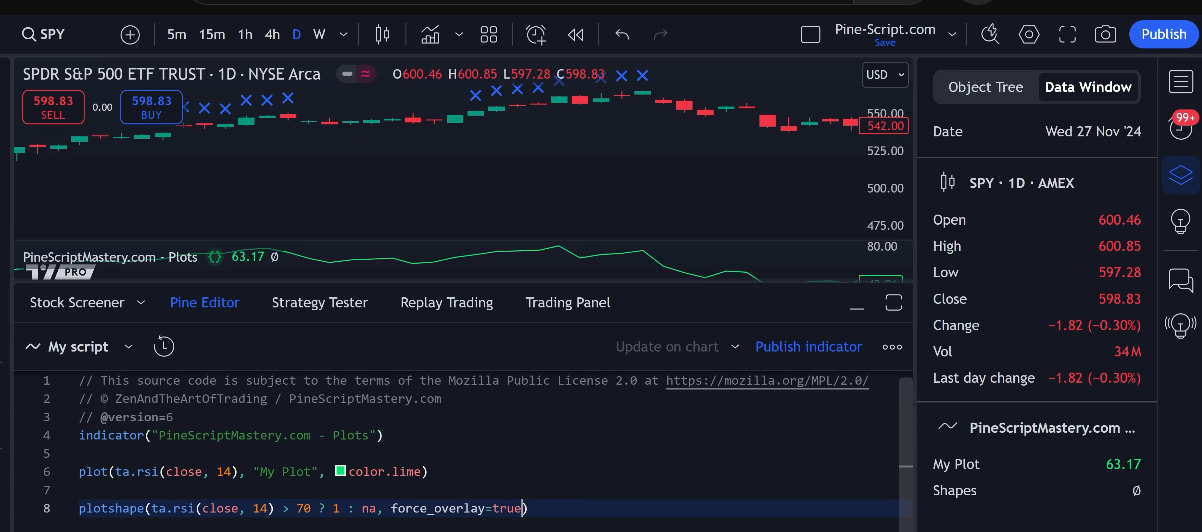 SPY
5m 15m 1h 4h D W
Pine-Script.com
Save
Publish
SPDR S&P 500 ETF TRUST · 1D · NYSE Arca
O600.46 H600.85 L597.28 C598.83
USD
598.83
SELL
0.00
598.83
BUY
550.00
542.00
525.00
500.00
475.00
80.00
PineScriptMastery.com - Plots {} 63.17 Ø
PRO
Object Tree Data Window
Date Wed 27 Nov '24
SPY · 1D · AMEX
Open 600.46
High 600.85
Low 597.28
Close 598.83
Change −1.82 (−0.30%)
Vol 34M
Last day change −1.82 (−0.30%)
PineScriptMastery.com ...
My Plot 63.17
Shapes Ø
99+
Stock Screener Pine Editor Strategy Tester Replay Trading Trading Panel
My script
Update on chart Publish indicator
1 // This source code is subject to the terms of the Mozilla Public License 2.0 at https://mozilla.org/MPL/2.0/
2 // © ZenAndTheArtOfTrading / PineScriptMastery.com
3 // @version=6
4 indicator("PineScriptMastery.com - Plots")
5
6 plot(ta.rsi(close, 14), "My Plot", color.lime)
7
8 plotshape(ta.rsi(close, 14) > 70 ? 1 : na, force_overlay=true)